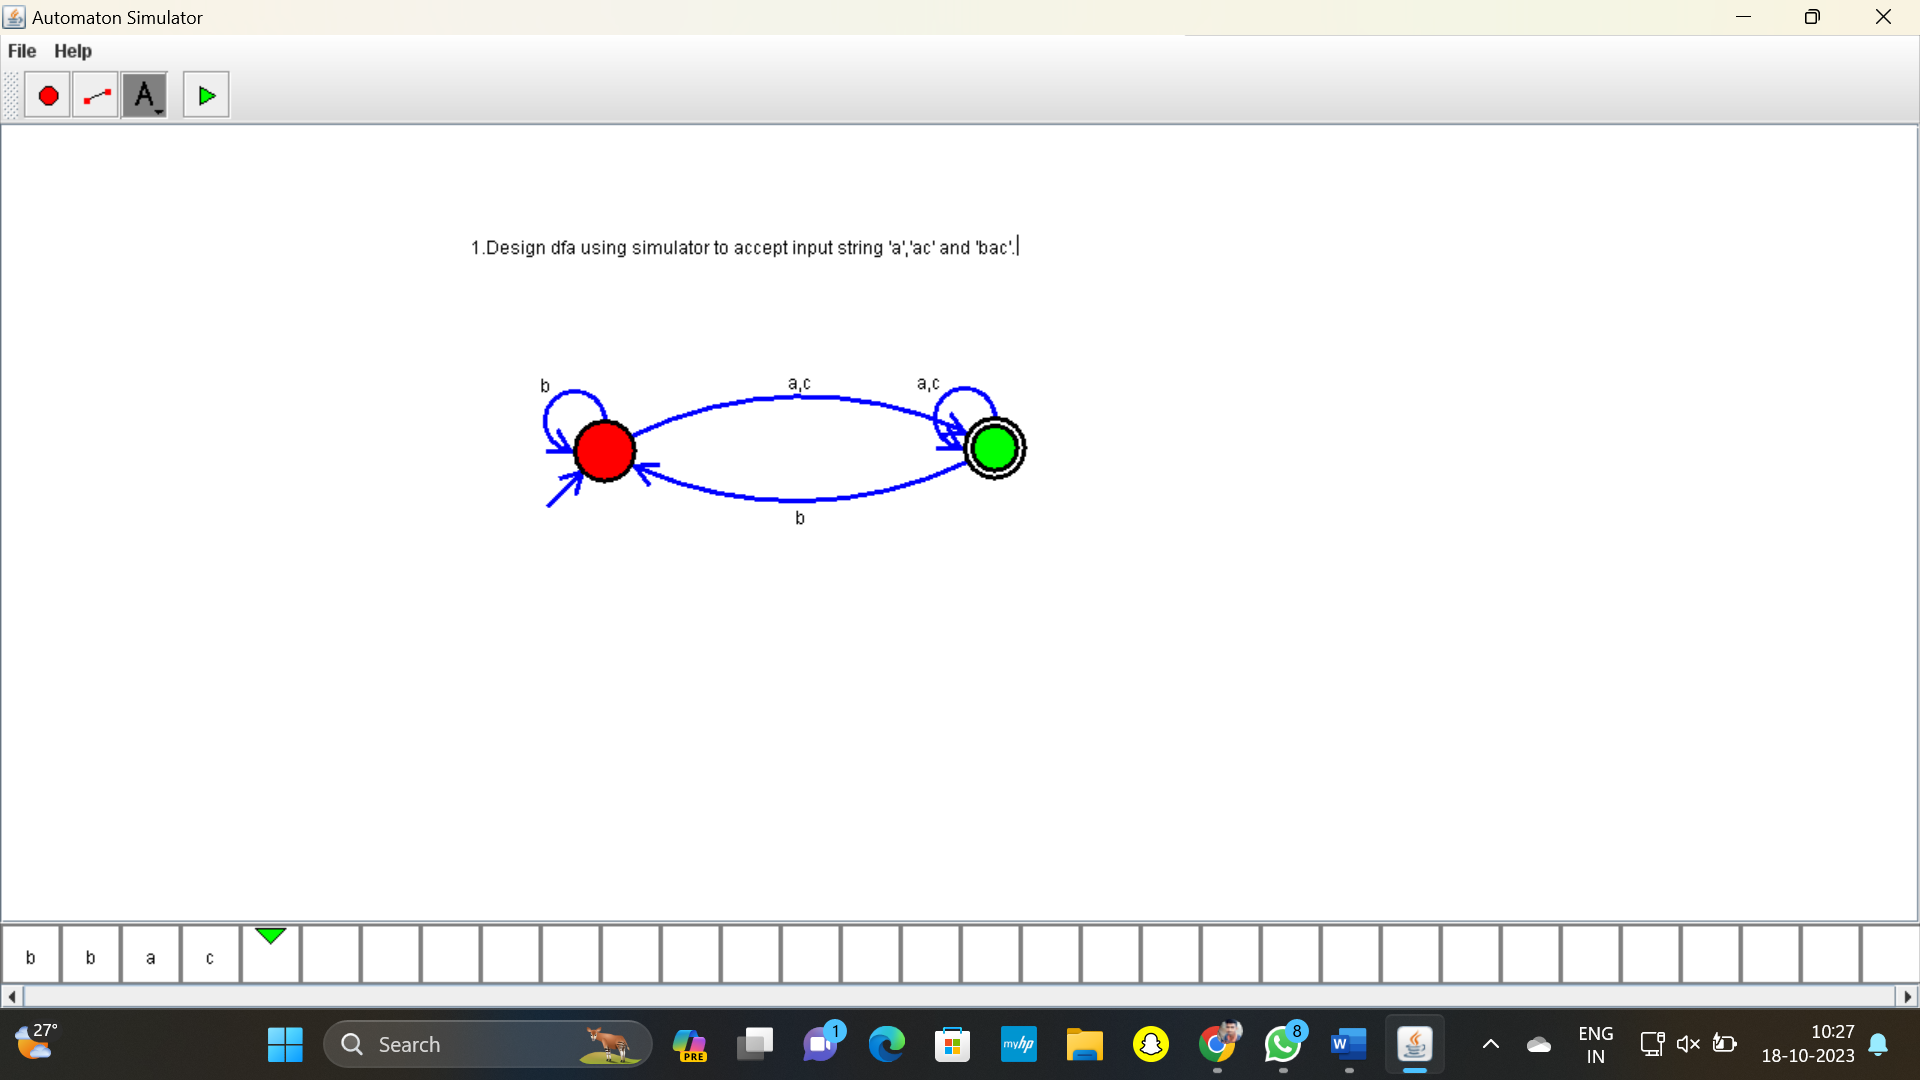 Automaton Simulator
File Help
A
1.Design dfa using simulator to accept input string 'a','ac' and 'bac'.
b
a,c
a,c
b
b b a c
27°
Search
PRE
1
myhp
8
W
ENG
IN
10:27
18-10-2023